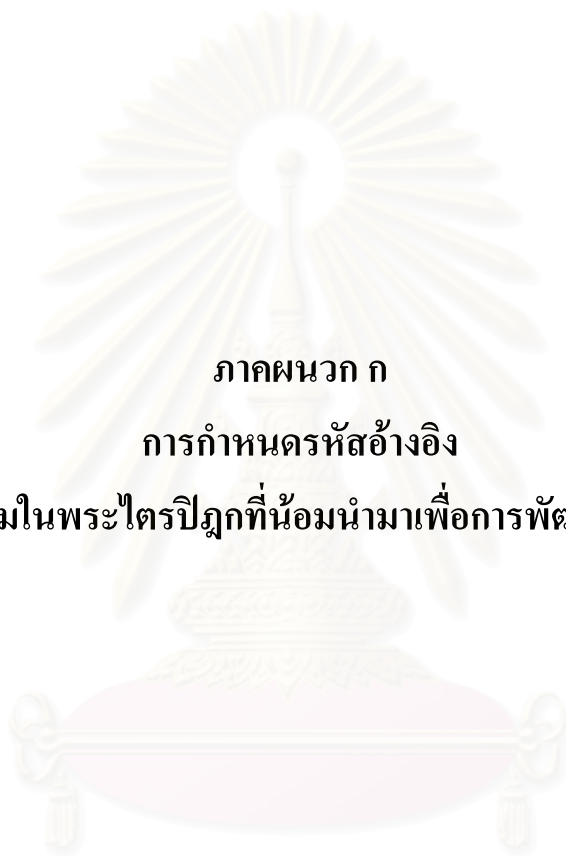 ภาคผนวก ก
การกำหนดรหัสอ้างอิง
มในพระไตรปิฎกที่น้อมนำมาเพื่อการพัฒ